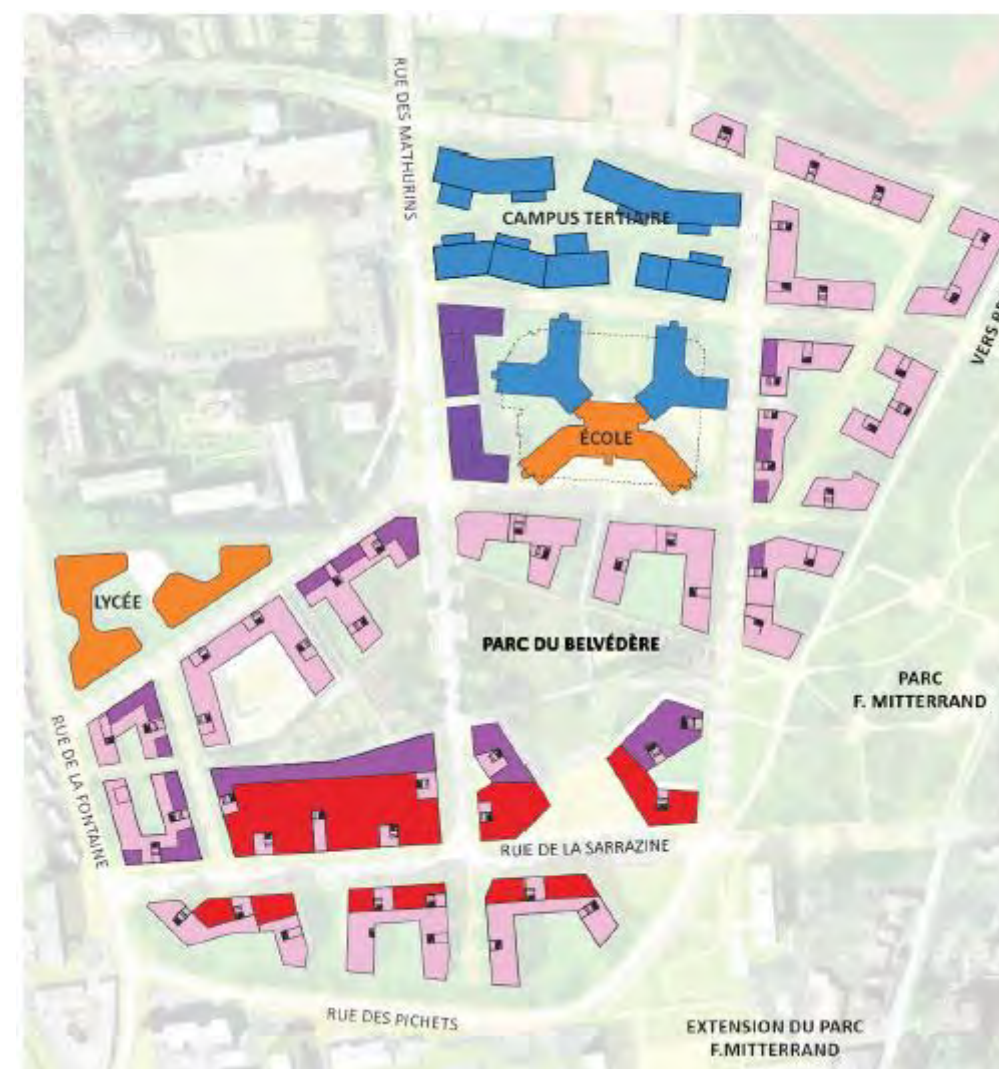 RUE DES MATHURINS
CAMPUS TERTIAIRE
VERS
ÉCOLE
LYCÉE
PARC DU BELVÉDÈRE
PARC
F. MITTERRAND
RUE DE LA FONTAINE
RUE DE LA SARRAZINE
RUE DES PICHETS
EXTENSION DU PARC
F.MITTERRAND